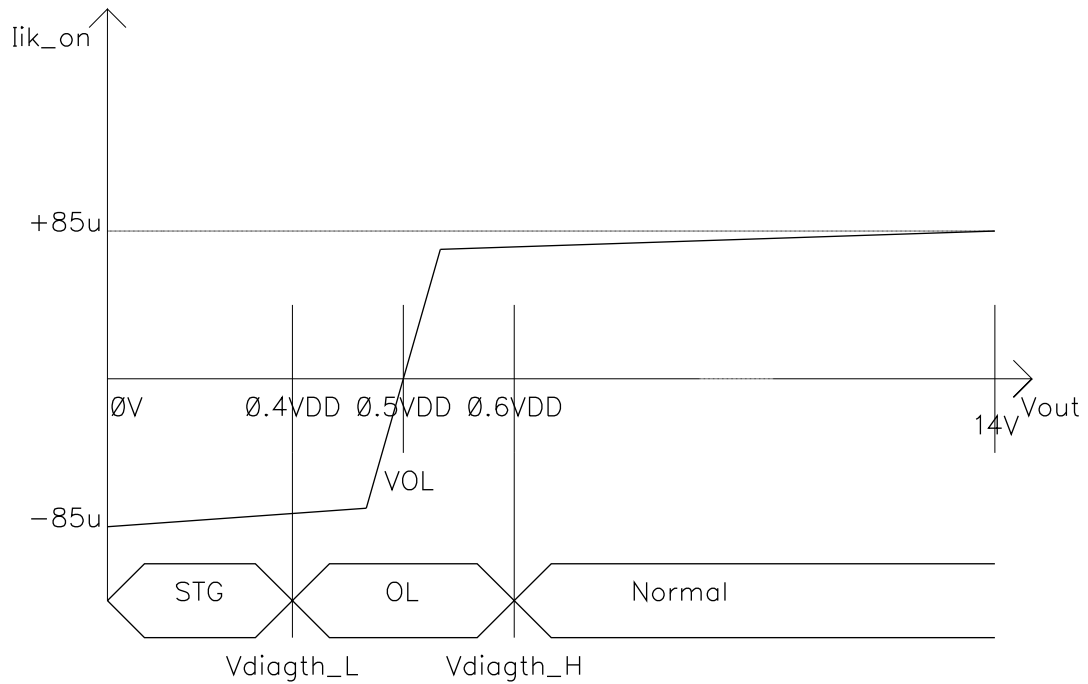 Iik_on
+85u
0V
0.4VDD
0.5VDD
0.6VDD
Vout
14V
VOL
-85u
STG
OL
Normal
Vdiagth_L
Vdiagth_H